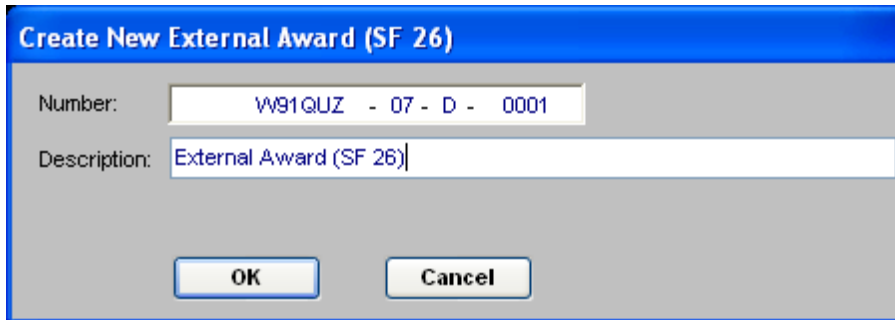 Create New External Award (SF 26)
Number: W91QUZ - 07 - D - 0001
Description: External Award (SF 26)
OK Cancel